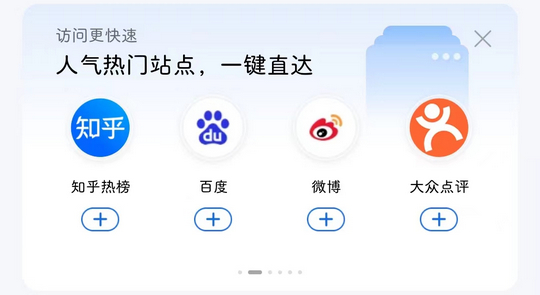 访问更快速
人气热门站点，一键直达
知乎
du
知乎热榜
百度
微博
大众点评